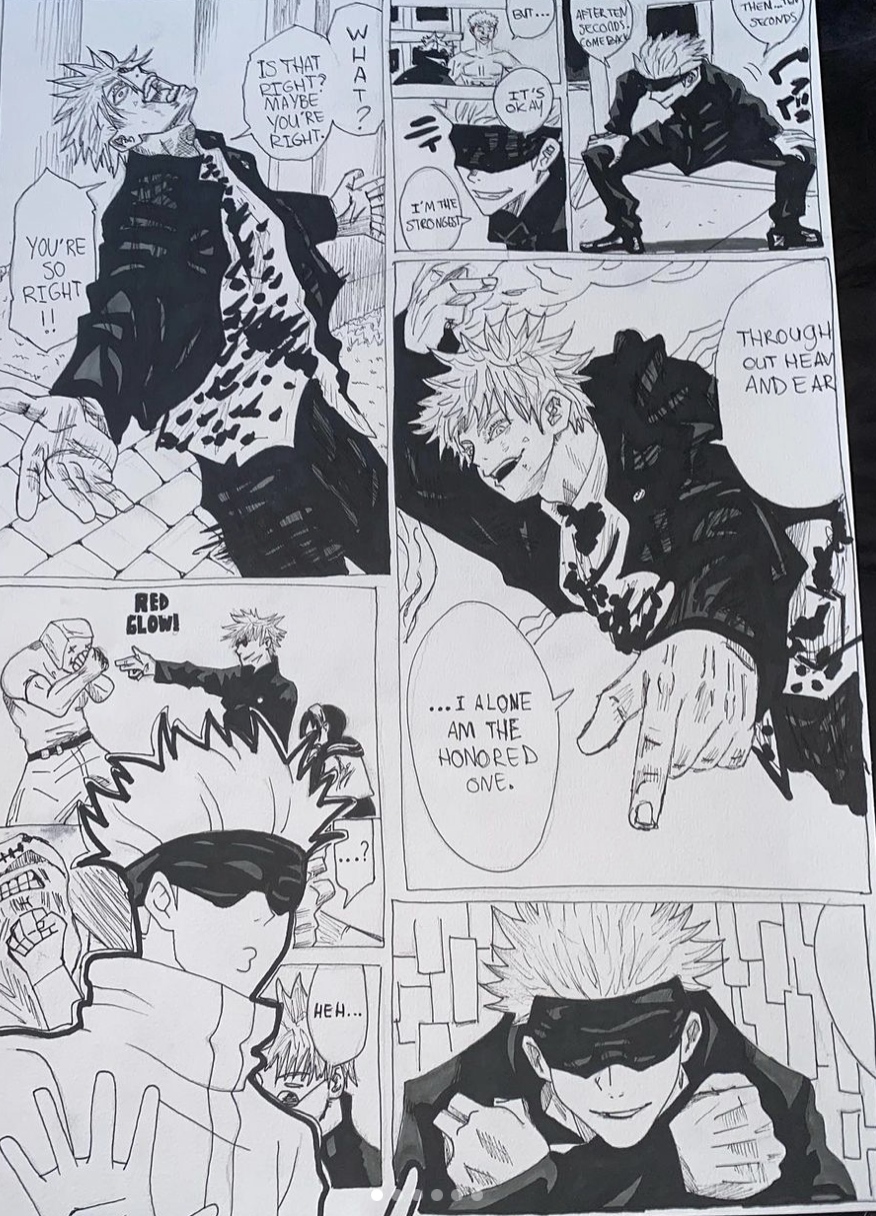 WHAT?
IS THAT
RIGHT?
MAYBE
YOU'RE
RIGHT.
YOU'RE
SO
RIGHT
!!
BUT...
IT'S
OKAY
I'M THE
STRONGEST
AFTER TEN
SECONDS.
COME BACK
THEN...TEN
SECONDS
THROUGH
OUT HEAV
AND EAR
...I ALONE
AM THE
HONORED
ONE.
RED
GLOW!
...?
HEH...